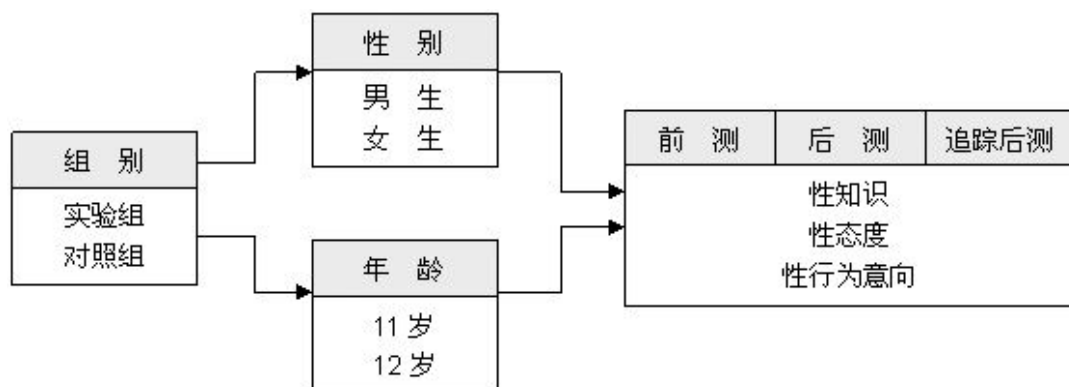 组 别
实验组
对照组
性 别
男 生
女 生
年 龄
11 岁
12 岁
前 测 后 测 追踪后测
性知识
性态度
性行为意向